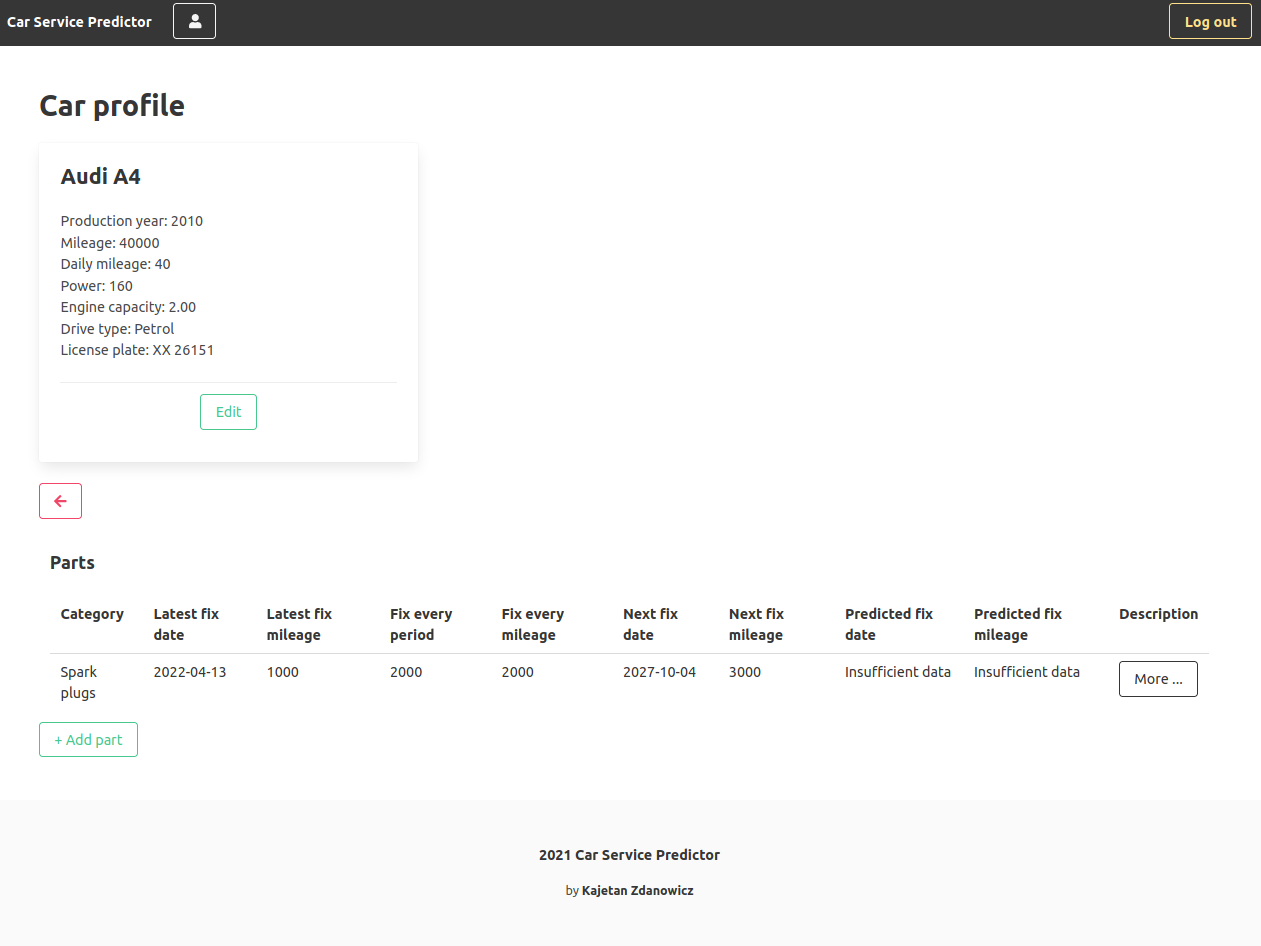 Car Service Predictor
Log out
Car profile
Audi A4
Production year: 2010
Mileage: 40000
Daily mileage: 40
Power: 160
Engine capacity: 2.00
Drive type: Petrol
License plate: XX 26151
Edit
Parts
Category Latest fix date Latest fix mileage Fix every period Fix every mileage Next fix date Next fix mileage Predicted fix date Predicted fix mileage Description
Spark plugs 2022-04-13 1000 2000 2000 2027-10-04 3000 Insufficient data Insufficient data More ...
+ Add part
2021 Car Service Predictor
by Kajetan Zdanowicz